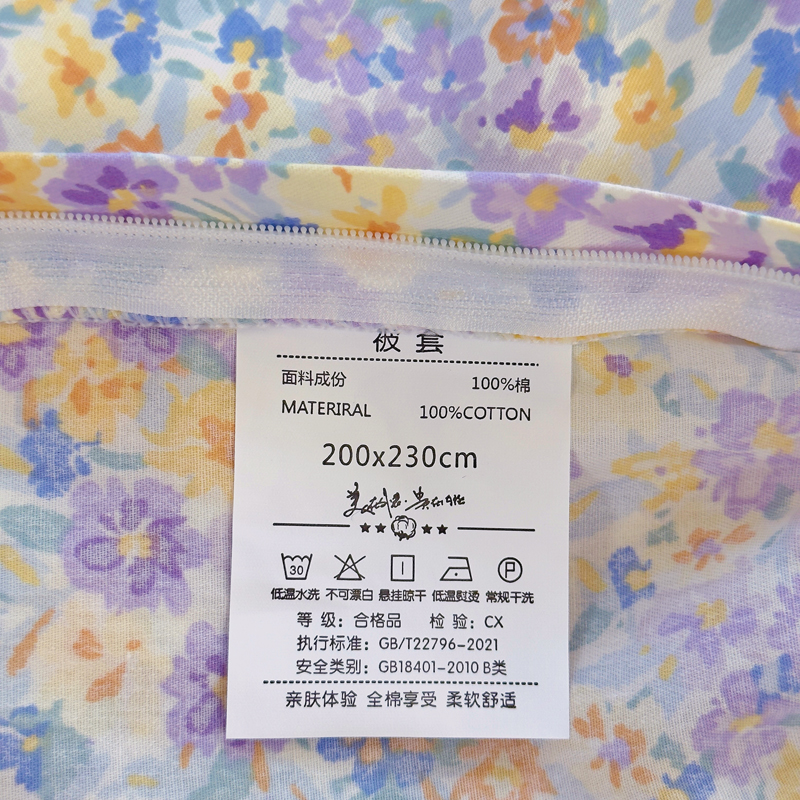 被套
面料成份 100%棉
MATERIRAL 100%COTTON
200x230cm
30 P
低温水洗 不可漂白 悬挂晾干 低温熨烫 常规干洗
等 级：合格品 检 验：CX
执行标准：GB/T22796-2021
安全类别：GB18401-2010 B类
亲肤体验 全棉享受 柔软舒适